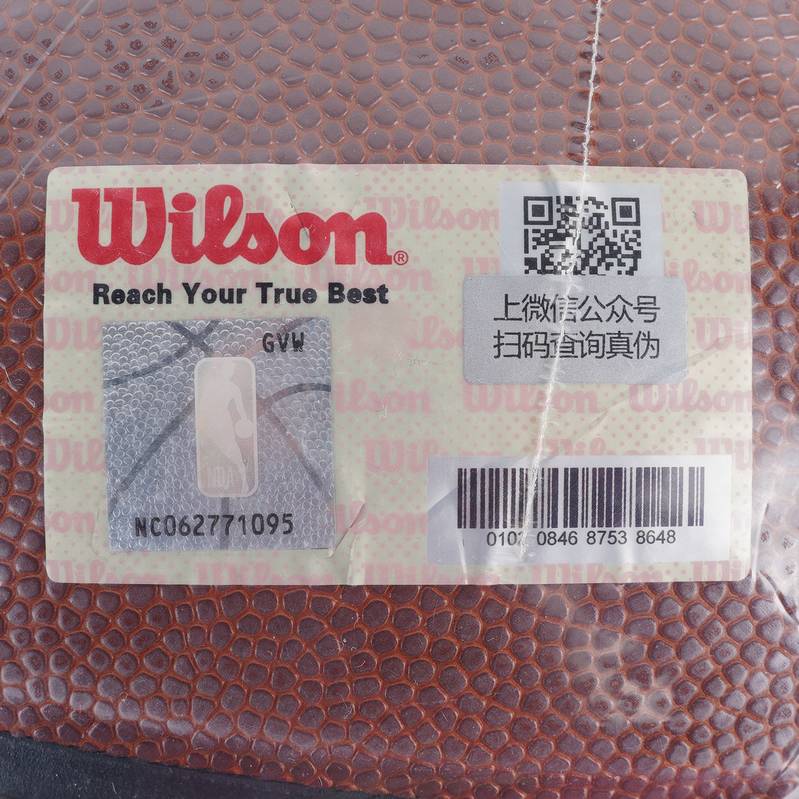 Wilson®
Reach Your True Best
GVW
NC062771095
上微信公众号
扫码查询真伪
0846 8753 8648